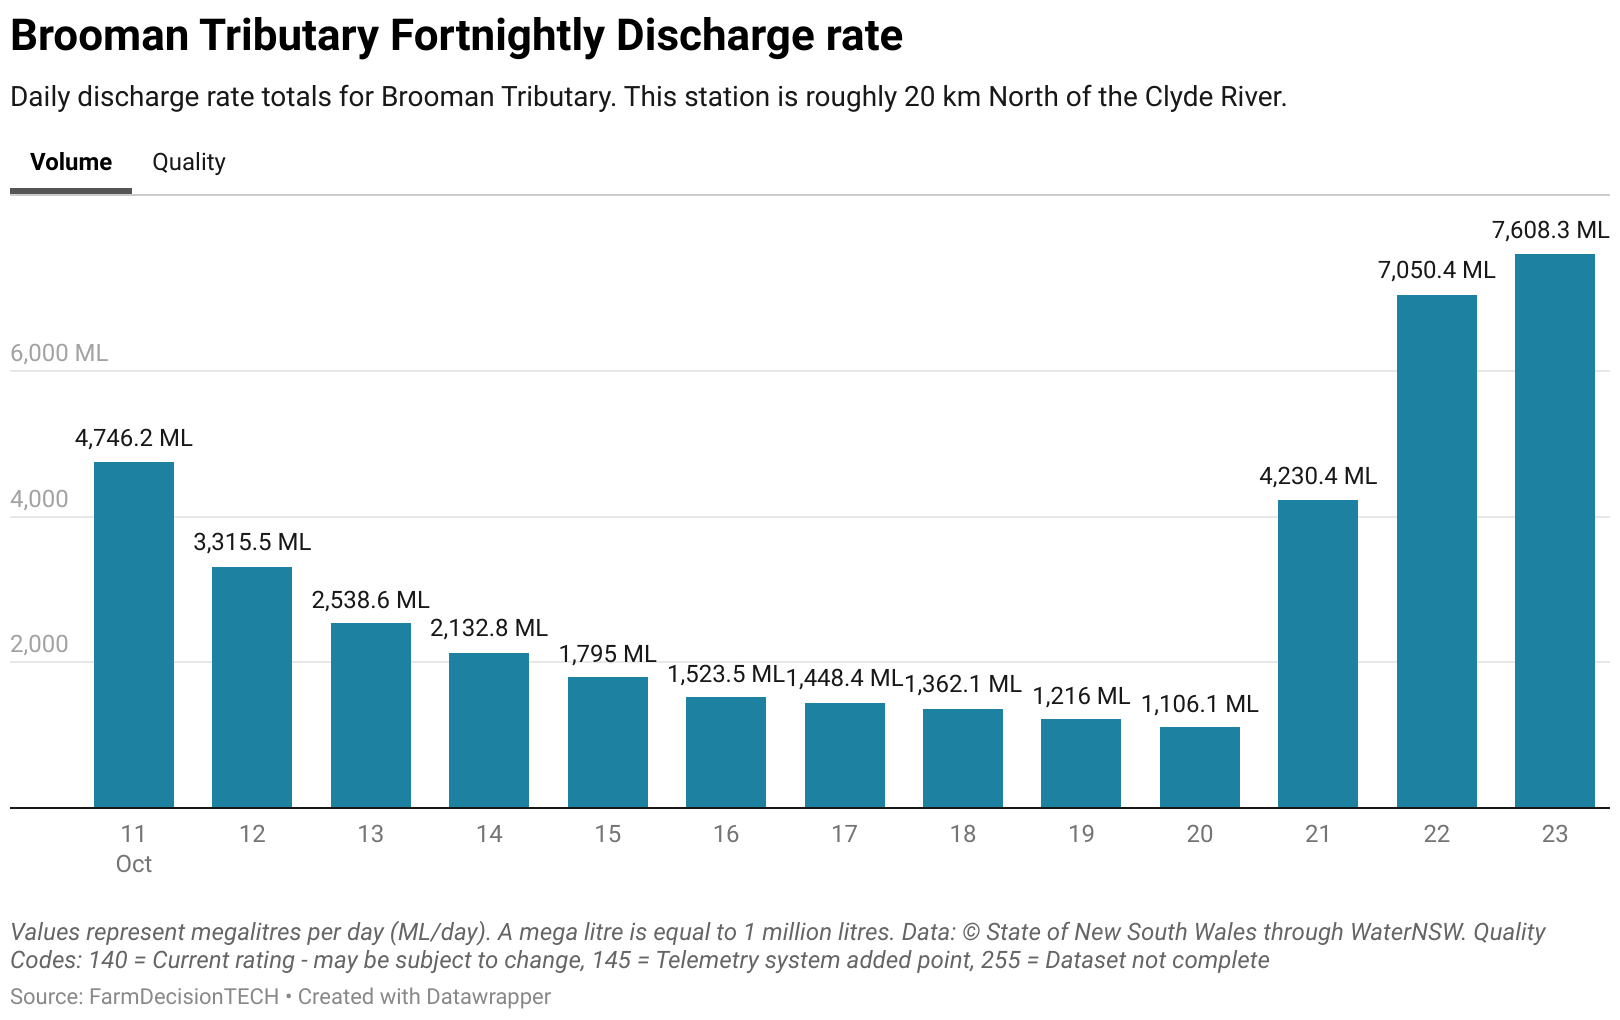 Brooman Tributary Fortnightly Discharge rate
Daily discharge rate totals for Brooman Tributary. This station is roughly 20 km North of the Clyde River.
Volume
Quality
7,608.3 ML
7,050.4 ML
6,000 ML
4,746.2 ML
4,230.4 ML
4,000
3,315.5 ML
2,538.6 ML
2,132.8 ML
2,000
1,795 ML
1,523.5 ML
1,448.4 ML
1,362.1 ML
1,216 ML
1,106.1 ML
11 12 13 14 15 16 17 18 19 20 21 22 23
Oct
Values represent megalitres per day (ML/day). A mega litre is equal to 1 million litres. Data: © State of New South Wales through WaterNSW. Quality
Codes: 140 = Current rating - may be subject to change, 145 = Telemetry system added point, 255 = Dataset not complete
Source: FarmDecisionTECH • Created with Datawrapper